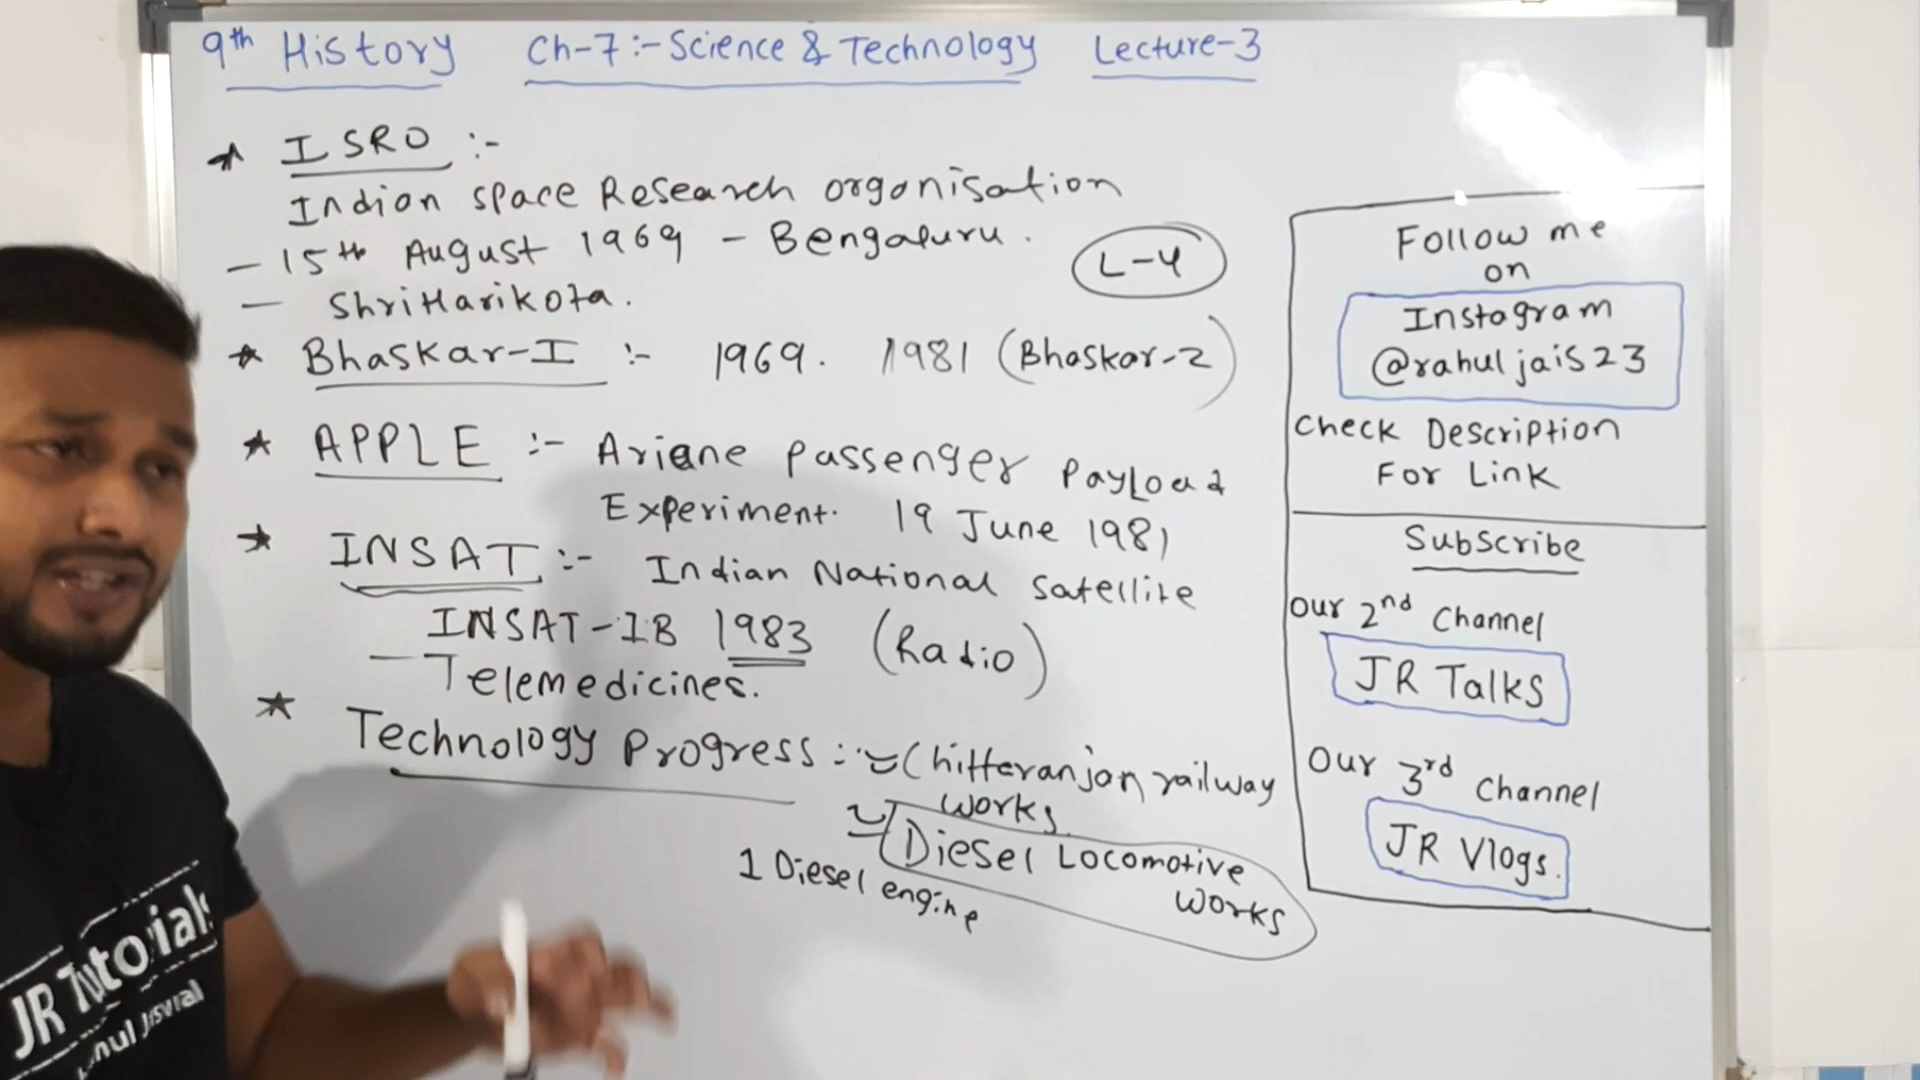 9th History Ch-7:- Science & Technology Lecture-3
★ ISRO :-
Indian space Research organisation
- 15th August 1969 - Bengaluru.
L-4
- ShriHarikota.
★ Bhaskar-I :- 1969. 1981 (Bhaskar-2)
★ APPLE :- Ariane passenger PayLoad
Experiment. 19 June 1981
★ INSAT :- Indian National Satellite
INSAT-1B 1983 (Radio)
- Telemedicines.
★ Technology Progress :- Chitteranjan railway
works
Diesel Locomotive
works
1 Diesel engine
Follow me
on
Instagram
@rahuljais23
Check Description
For Link
Subscribe
Our 2nd Channel
JR Talks
Our 3rd Channel
JR Vlogs.
JR Tutorials